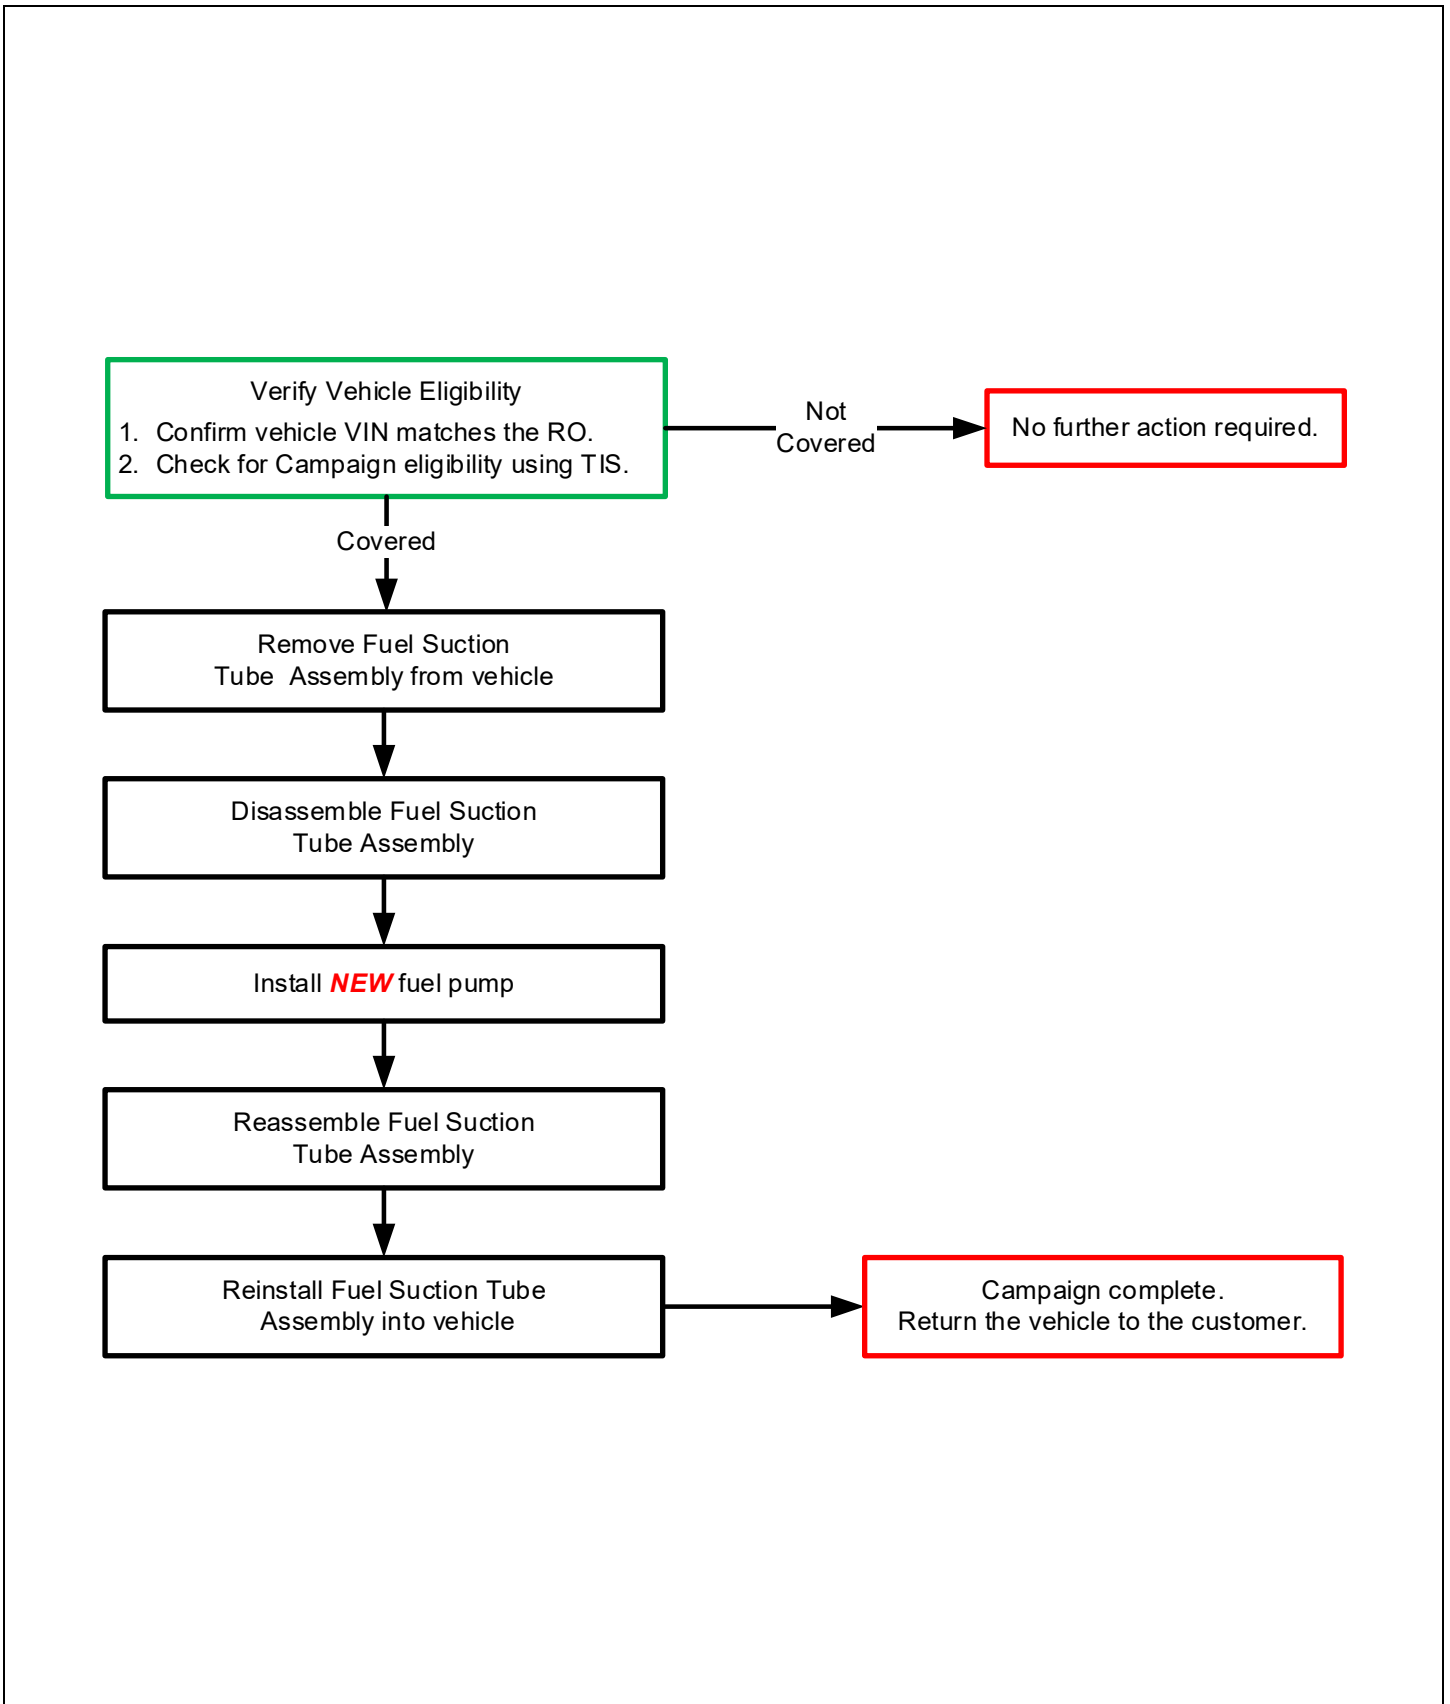 Verify Vehicle Eligibility
1. Confirm vehicle VIN matches the RO.
2. Check for Campaign eligibility using TIS.
Not
Covered
No further action required.
Covered
Remove Fuel Suction
Tube Assembly from vehicle
Disassemble Fuel Suction
Tube Assembly
Install NEW fuel pump
Reassemble Fuel Suction
Tube Assembly
Reinstall Fuel Suction Tube
Assembly into vehicle
Campaign complete.
Return the vehicle to the customer.